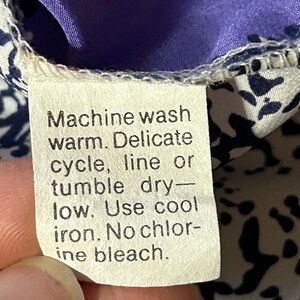 Machine wash
warm. Delicate
cycle, line or
tumble dry—
low. Use cool
iron. No chlor-
ine bleach.